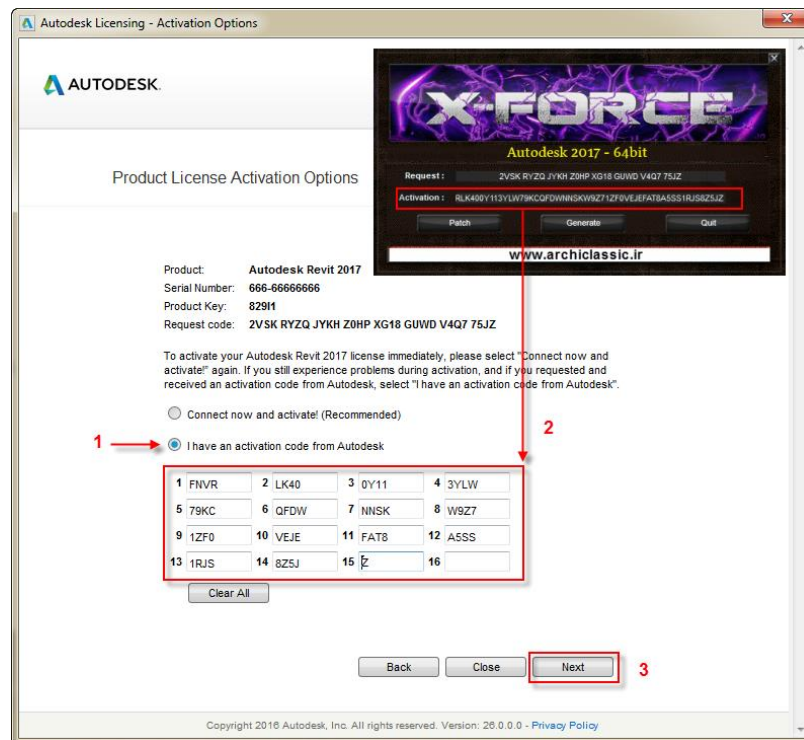 Autodesk Licensing - Activation Options
AUTODESK.
X-FORCE
Autodesk 2017 - 64bit
Request : 2VSK RYZQ JYKH Z0HP XG18 GUWD V4Q7 75JZ
Activation : RLK400Y113YLW79KCQFDWNNSKW9Z71ZF0VEJEFAT8A5SS1RJS8Z5JZ
Patch Generate Quit
www.archiclassic.ir
Product License Activation Options
Product: Autodesk Revit 2017
Serial Number: 666-66666666
Product Key: 829I1
Request code: 2VSK RYZQ JYKH Z0HP XG18 GUWD V4Q7 75JZ
To activate your Autodesk Revit 2017 license immediately, please select "Connect now and
activate!" again. If you still experience problems during activation, and if you requested and
received an activation code from Autodesk, select "I have an activation code from Autodesk".
Connect now and activate! (Recommended)
1 I have an activation code from Autodesk
2
1 FNVR 2 LK40 3 0Y11 4 3YLW
5 79KC 6 QFDW 7 NNSK 8 W9Z7
9 1ZF0 10 VEJE 11 FAT8 12 A5SS
13 1RJS 14 8Z5J 15 Z 16
Clear All
Back Close Next 3
Copyright 2016 Autodesk, Inc. All rights reserved. Version: 26.0.0.0 - Privacy Policy